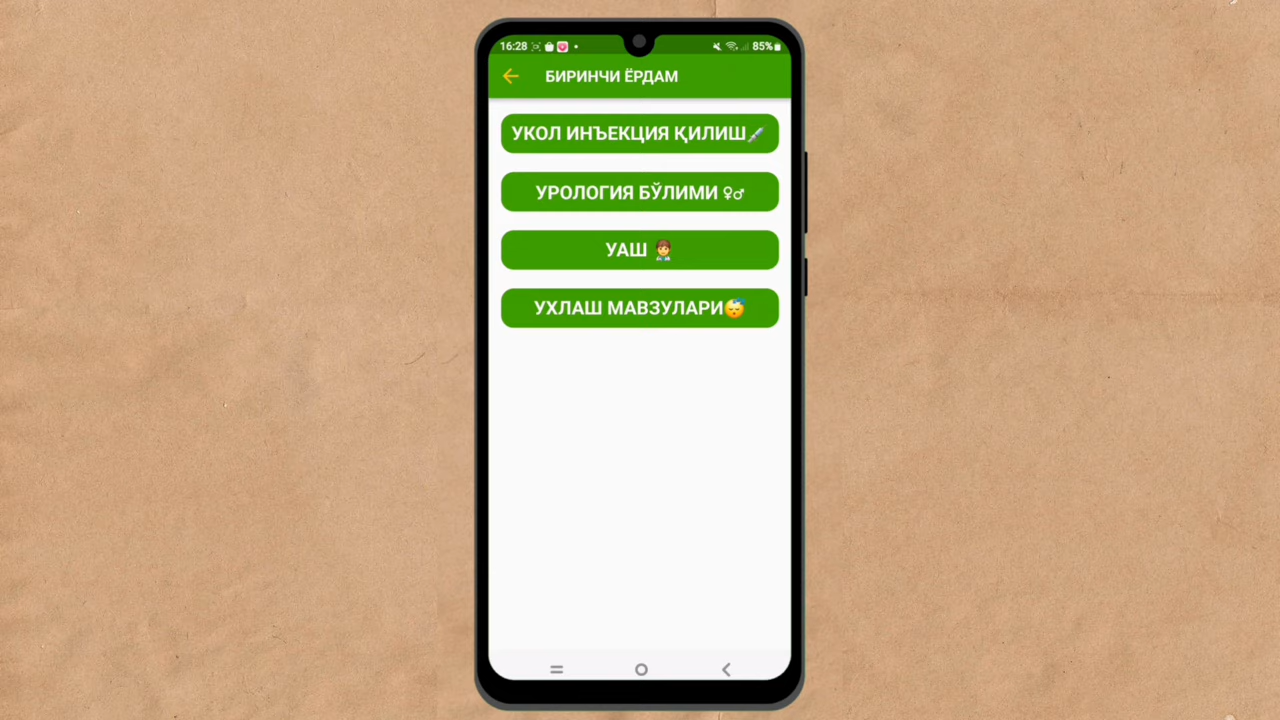 16:28 85%
БИРИНЧИ ЁРДАМ
УКОЛ ИНЪЕКЦИЯ ҚИЛИШ💉
УРОЛОГИЯ БЎЛИМИ ♀♂
УАШ 👨‍⚕️
УХЛАШ МАВЗУЛАРИ😴